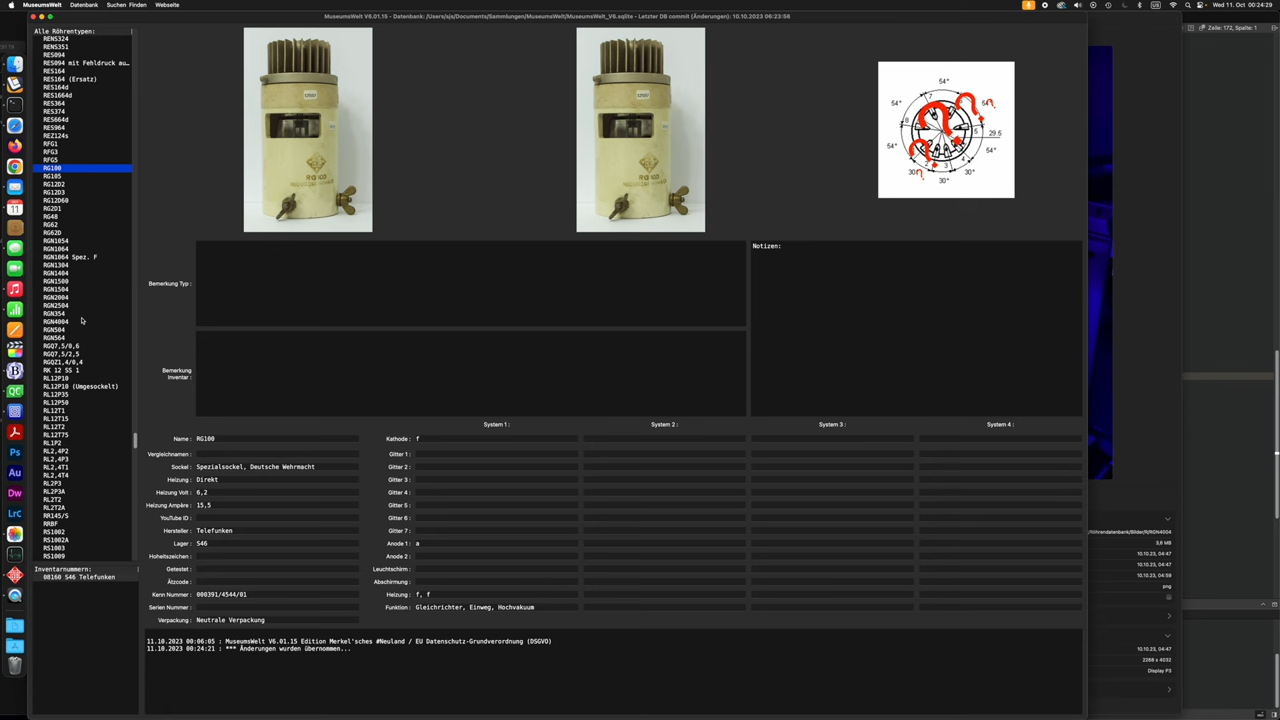 MuseumsWelt Datenbank Suchen Finden Webseite
Wed 11. Oct 00:24:29
MuseumsWelt V6.01.15 - Datenbank: /Users/sjs/Documents/Sammlungen/MuseumsWelt/MuseumsWelt_V6.sqlite - Letzter DB commit (Änderungen): 10.10.2023 06:23:56
Zeile: 172, Spalte: 1
Alle Röhrentypen:
RENS324
RENS351
RES094
RES094 mit Fehldruck au…
RES164
RES164 (Ersatz)
RES164d
RES1664d
RES364
RES374
RES664d
RES964
REZ124s
RFG1
RFG3
RFG5
RG100
RG105
RG12D2
RG12D3
RG12D60
RG2D1
RG48
RG62
RG62D
RGN1054
RGN1064
RGN1064 Spez. F
RGN1304
RGN1404
RGN1500
RGN1504
RGN2004
RGN2504
RGN354
RGN4004
RGN504
RGN564
RGQ7,5/0,6
RGQ7,5/2,5
RGQZ1,4/0,4
RK 12 SS 1
RL12P10
RL12P10 (Umgesockelt)
RL12P35
RL12P50
RL12T1
RL12T15
RL12T2
RL12T75
RL1P2
RL2,4P2
RL2,4P3
RL2,4T1
RL2,4T4
RL2P3
RL2P3A
RL2T2
RL2T2A
RR145/S
RRBF
RS1002
RS1002A
RS1003
RS1009
Inventarnummern:
08160 S46 Telefunken
RG 100
RG 100
54°
54°
54°
54°
54°
54°
30°
30°
30°
29.5
7
8
5
4
2
3
Bemerkung Typ :
Notizen:
Bemerkung
Inventar :
System 1 : System 2 : System 3 : System 4 :
Name : RG100
Vergleichnamen :
Sockel : Spezialsockel, Deutsche Wehrmacht
Heizung : Direkt
Heizung Volt : 6,2
Heizung Ampère : 15,5
YouTube ID :
Hersteller : Telefunken
Lager : S46
Hoheitszeichen :
Getestet :
Ätzcode :
Kenn Nummer : 000391/4544/01
Serien Nummer :
Verpackung : Neutrale Verpackung
Kathode : f
Gitter 1 :
Gitter 2 :
Gitter 3 :
Gitter 4 :
Gitter 5 :
Gitter 6 :
Gitter 7 :
Anode 1 : a
Anode 2 :
Leuchtschirm :
Abschirmung :
Heizung : f, f
Funktion : Gleichrichter, Einweg, Hochvakuum
11.10.2023 00:06:05 : MuseumsWelt V6.01.15 Edition Merkel'sches #Neuland / EU Datenschutz-Grundverordnung (DSGVO)
11.10.2023 00:24:21 : *** Änderungen wurden übernommen...
/Röhrendatenbank/Bilder/R/RGN4004
3,6 MB
10.10.23, 04:47
10.10.23, 04:47
10.10.23, 04:59
png
10.10.23, 04:47
2268 x 4032
Display P3